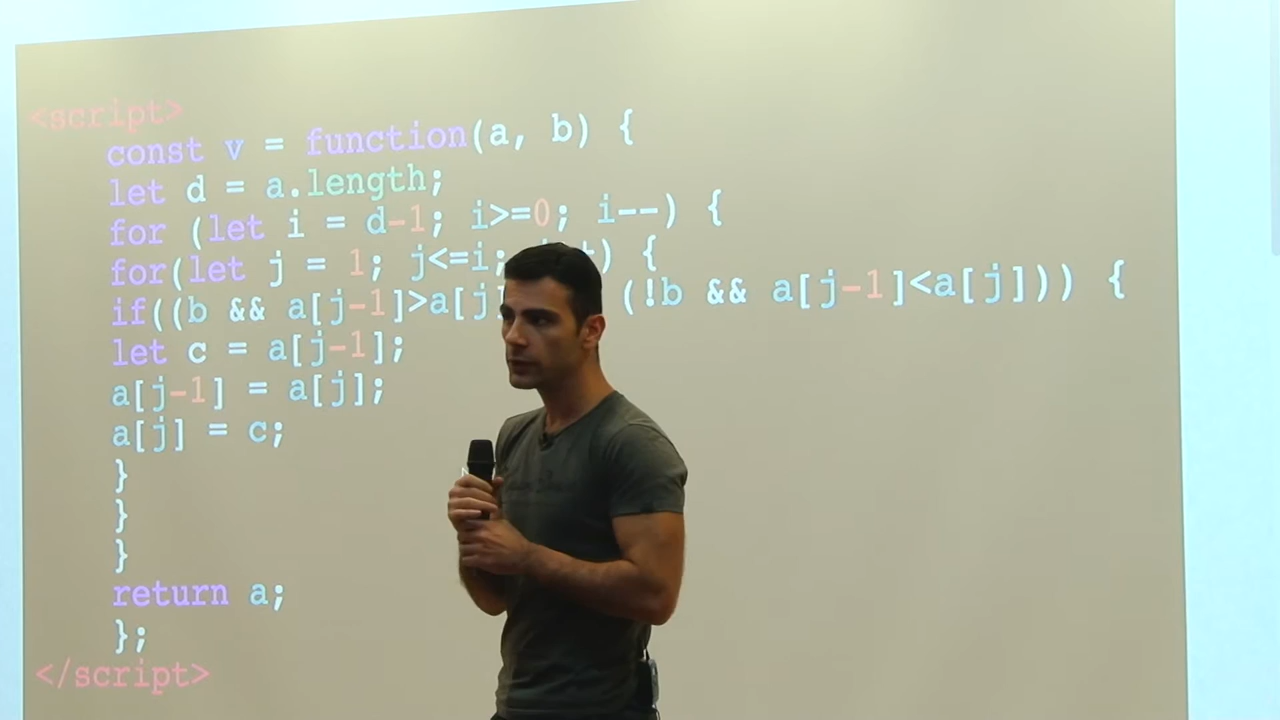 <script>
const v = function(a, b) {
let d = a.length;
for (let i = d-1; i>=0; i--) {
for(let j = 1; j<=i; ) {
if((b && a[j-1]>a[j] (!b && a[j-1]<a[j])) {
let c = a[j-1];
a[j-1] = a[j];
a[j] = c;
}
}
}
return a;
};
</script>